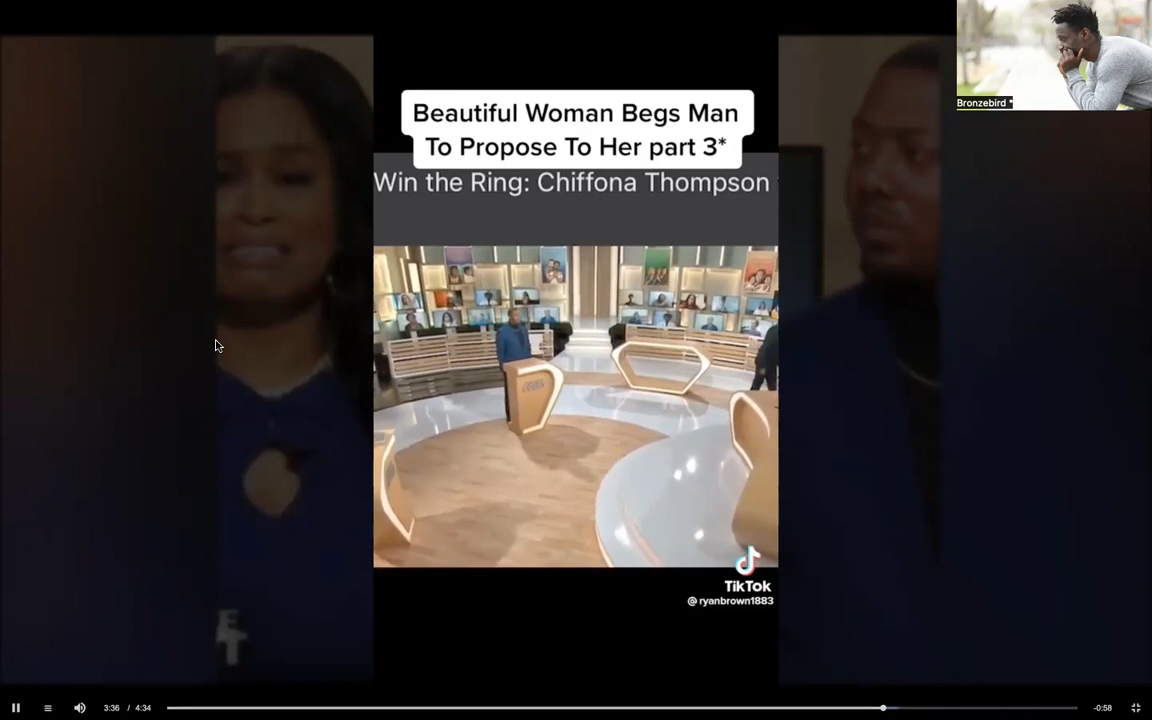 Beautiful Woman Begs Man
To Propose To Her part 3*
Win the Ring: Chiffona Thompson
Bronzebird *
TikTok
@ryanbrown1883
3:36 / 4:34
-0:58